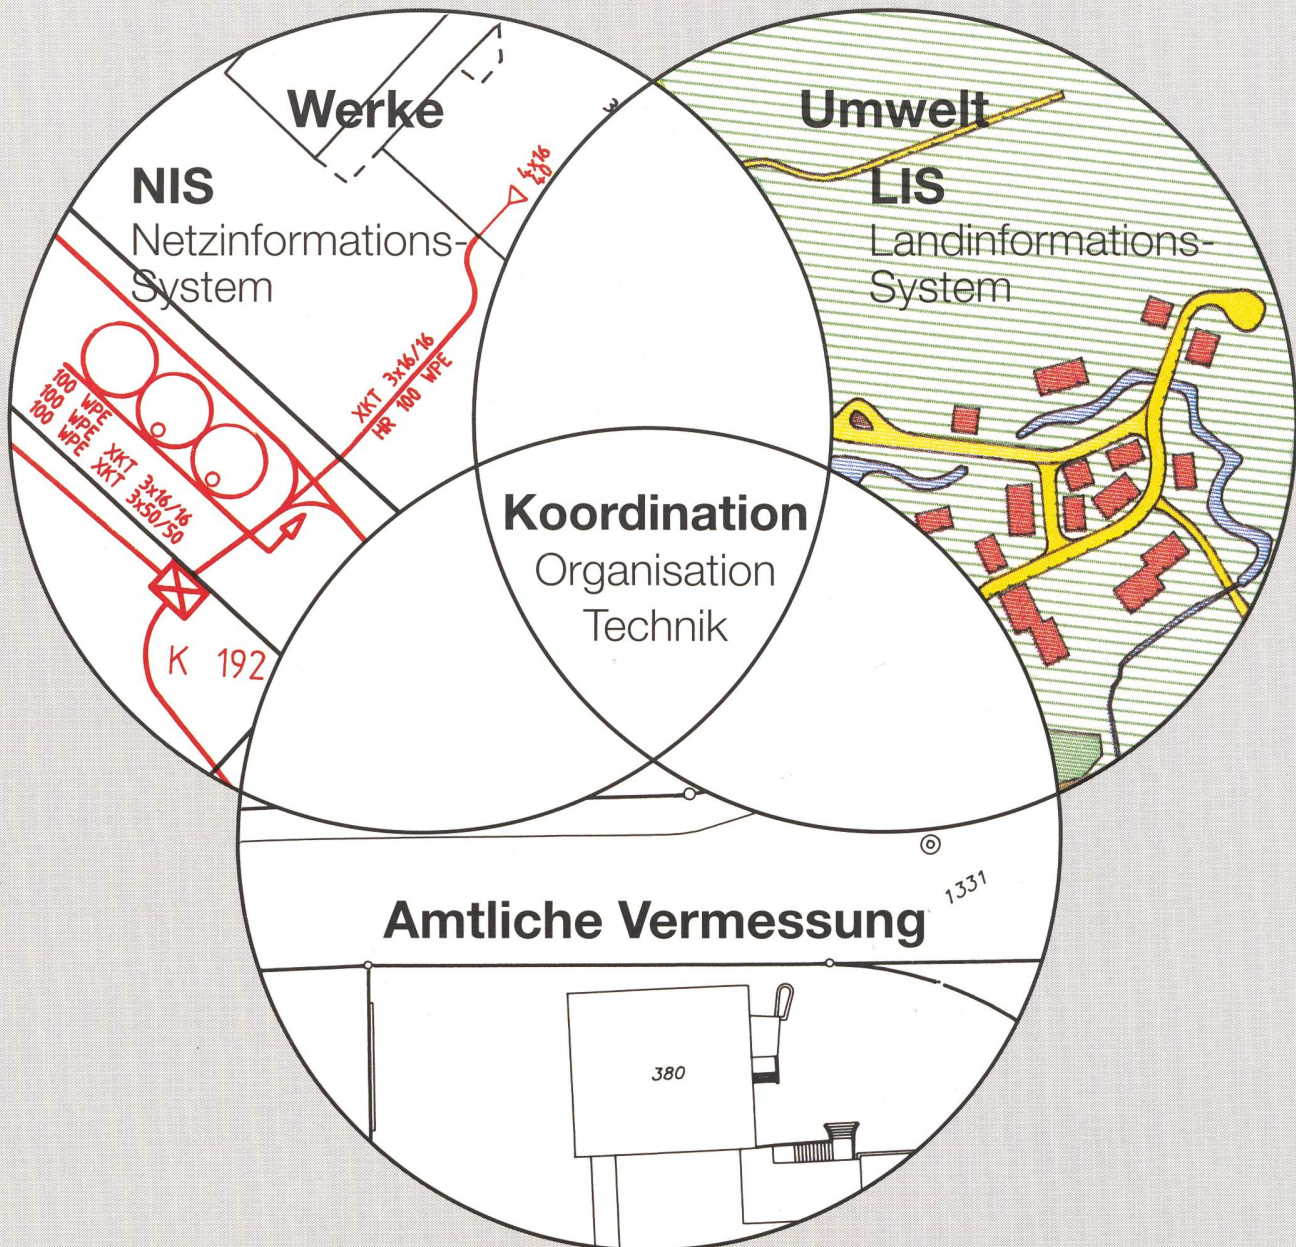 Werke
NIS
Netzinformations-
System
4x16
XKT 3x16/16
HR 100 WPE
100 WPE
100 WPE XKT 3x16/16
100 WPE XKT 3x50/50
K 192
Umwelt
LIS
Landinformations-
System
Koordination
Organisation
Technik
Amtliche Vermessung
1331
380